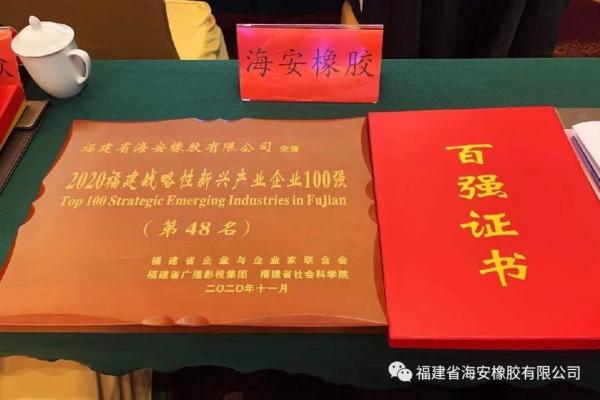 海安橡胶
福建省海安橡胶有限公司 荣膺
2020福建战略性新兴产业企业100强
Top 100 Strategic Emerging Industries in Fujian
(第48名)
福建省企业与企业家联合会
福建省广播影视集团 福建省社会科学院
二〇二〇年十一月
百强证书
福建省海安橡胶有限公司